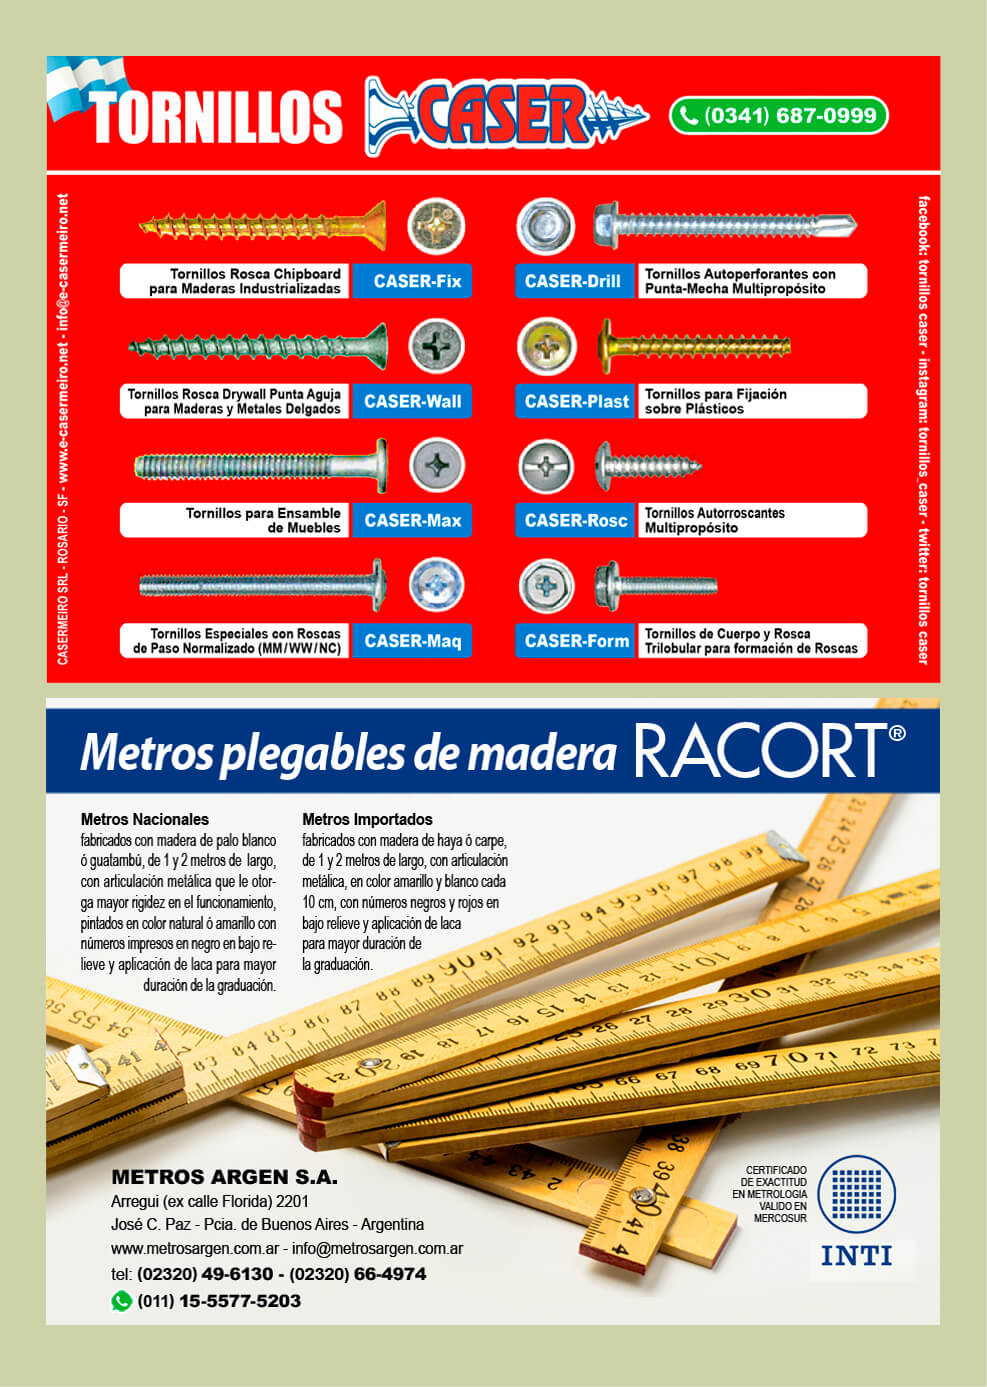 TORNILLOS CASER (0341) 687-0999
CASERMEIRO SRL - ROSARIO - SF - www.e-casermeiro.net • info@e-casermeiro.net
Tornillos Rosca Chipboard
para Maderas Industrializadas
CASER-Fix
CASER-Drill
Tornillos Autoperforantes con
Punta-Mecha Multipropósito
Tornillos Rosca Drywall Punta Aguja
para Maderas y Metales Delgados
CASER-Wall
CASER-Plast
Tornillos para Fijación
sobre Plásticos
Tornillos para Ensamble
de Muebles
CASER-Max
CASER-Rosc
Tornillos Autorroscantes
Multipropósito
Tornillos Especiales con Roscas
de Paso Normalizado (MM/WW/NC)
CASER-Maq
CASER-Form
Tornillos de Cuerpo y Rosca
Trilobular para formación de Roscas
facebook: tornillos caser • instagram: tornillos_caser • twitter: tornillos caser
Metros plegables de madera RACORT®
Metros Nacionales
fabricados con madera de palo blanco
ó guatambú, de 1 y 2 metros de largo,
con articulación metálica que le otor-
ga mayor rigidez en el funcionamiento,
pintados en color natural ó amarillo con
números impresos en negro en bajo re-
lieve y aplicación de laca para mayor
duración de la graduación.
Metros Importados
fabricados con madera de haya ó carpe,
de 1 y 2 metros de largo, con articulación
metálica, en color amarillo y blanco cada
10 cm, con números negros y rojos en
bajo relieve y aplicación de laca
para mayor duración de
la graduación.
METROS ARGEN S.A.
Arregui (ex calle Florida) 2201
José C. Paz - Pcia. de Buenos Aires - Argentina
www.metrosargen.com.ar - info@metrosargen.com.ar
tel: (02320) 49-6130 - (02320) 66-4974
(011) 15-5577-5203
CERTIFICADO
DE EXACTITUD
EN METROLOGIA
VALIDO EN
MERCOSUR
INTI